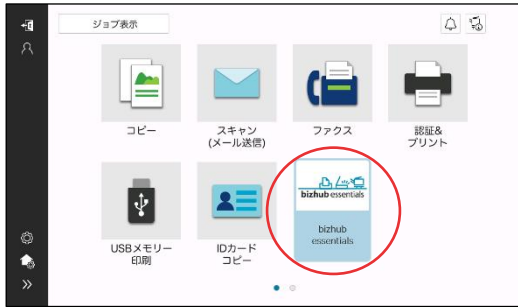 ジョブ表示
コピー
スキャン
(メール送信)
ファクス
認証&
プリント
USBメモリー
印刷
IDカード
コピー
bizhub essentials
bizhub
essentials